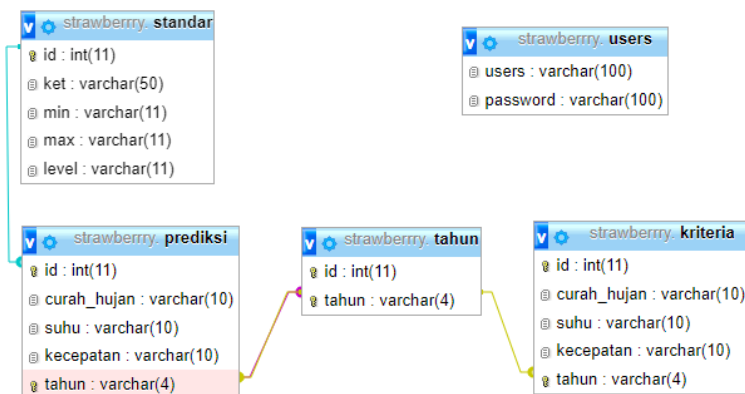 v strawberrry. standar
id : int(11)
ket : varchar(50)
min : varchar(11)
max : varchar(11)
level : varchar(11)
v strawberrry. users
users : varchar(100)
password : varchar(100)
v strawberrry. prediksi
id : int(11)
curah_hujan : varchar(10)
suhu : varchar(10)
kecepatan : varchar(10)
tahun : varchar(4)
v strawberrry. tahun
id : int(11)
tahun : varchar(4)
v strawberrry. kriteria
id : int(11)
curah_hujan : varchar(10)
suhu : varchar(10)
kecepatan : varchar(10)
tahun : varchar(4)